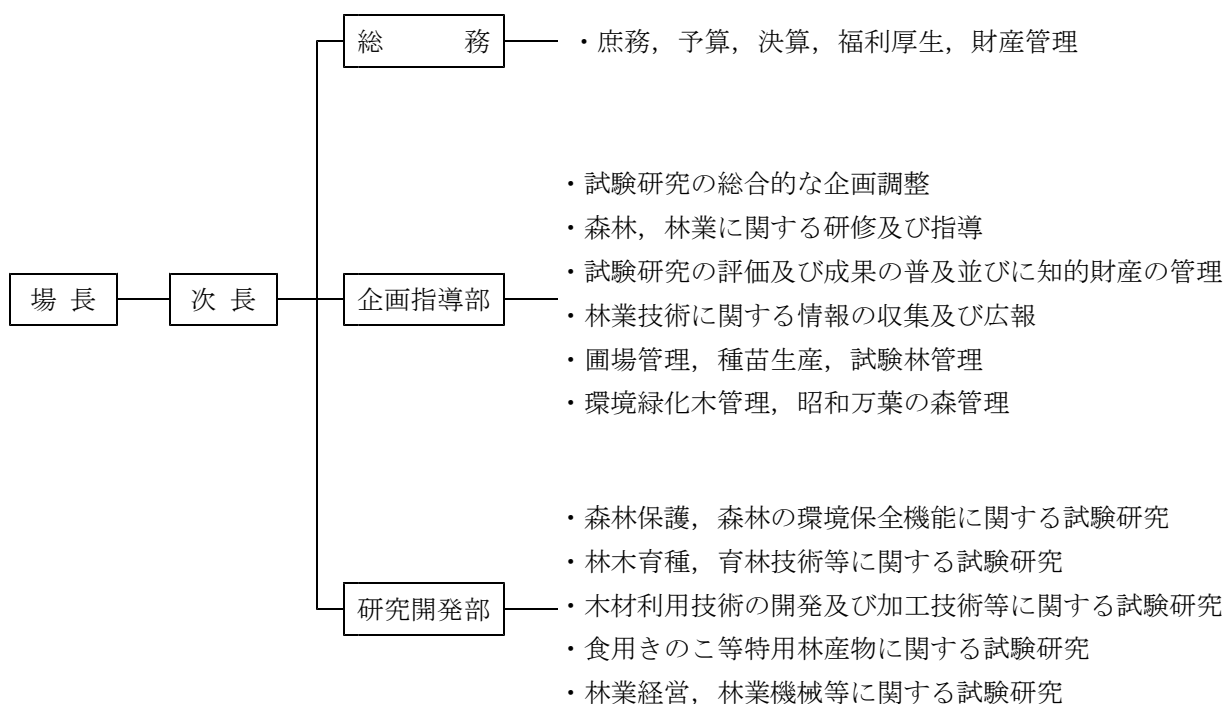 総務
・庶務，予算，決算，福利厚生，財産管理
・試験研究の総合的な企画調整
・森林，林業に関する研修及び指導
・試験研究の評価及び成果の普及並びに知的財産の管理
場長
次長
企画指導部
・林業技術に関する情報の収集及び広報
・圃場管理，種苗生産，試験林管理
・環境緑化木管理，昭和万葉の森管理
・森林保護，森林の環境保全機能に関する試験研究
・林木育種，育林技術等に関する試験研究
研究開発部
・木材利用技術の開発及び加工技術等に関する試験研究
・食用きのこ等特用林産物に関する試験研究
・林業経営，林業機械等に関する試験研究